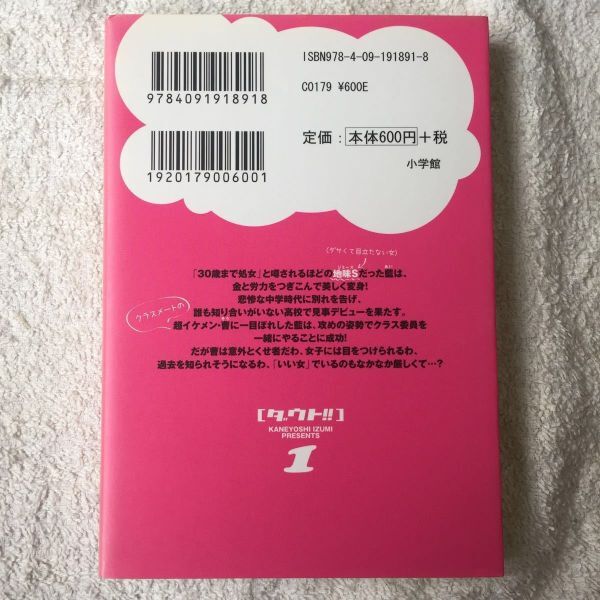 ISBN978-4-09-191891-8
9784091918918
C0179 ¥600E
定価:本体600円+税
1920179006001
小学館
(ダサくて目立たない女)
「30歳まで処女」と噂されるほどの地味Sだった藍は、
金と労力をつぎこんで美しく変身!
悲惨な中学時代に別れを告げ、
誰も知り合いがいない高校で見事デビューを果たす。
クラスメートの
超イケメン・曹に一目ぼれした藍は、攻めの姿勢でクラス委員を
一緒にやることに成功!
だが曹は意外とくせ者だわ、女子には目をつけられるわ、
過去を知られそうになるわ、「いい女」でいるのもなかなか厳しくて…?
[ダウト!!]
KANEYOSHI IZUMI
PRESENTS
1